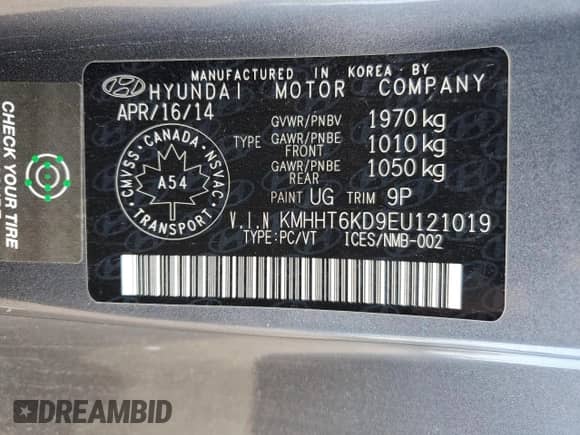 MANUFACTURED IN KOREA BY
HYUNDAI MOTOR COMPANY
APR/16/14
GVWR/PNBV 1970 kg
TYPE GAWR/PNBE FRONT 1010 kg
GAWR/PNBE REAR 1050 kg
PAINT UG TRIM 9P
V.I.N KMHHT6KD9EU121019
TYPE:PC/VT ICES/NMB-002
CMVSS · CANADA · NSVAC
A54
TRANSPORT
CHECK YOUR TIRE
DREAMBID